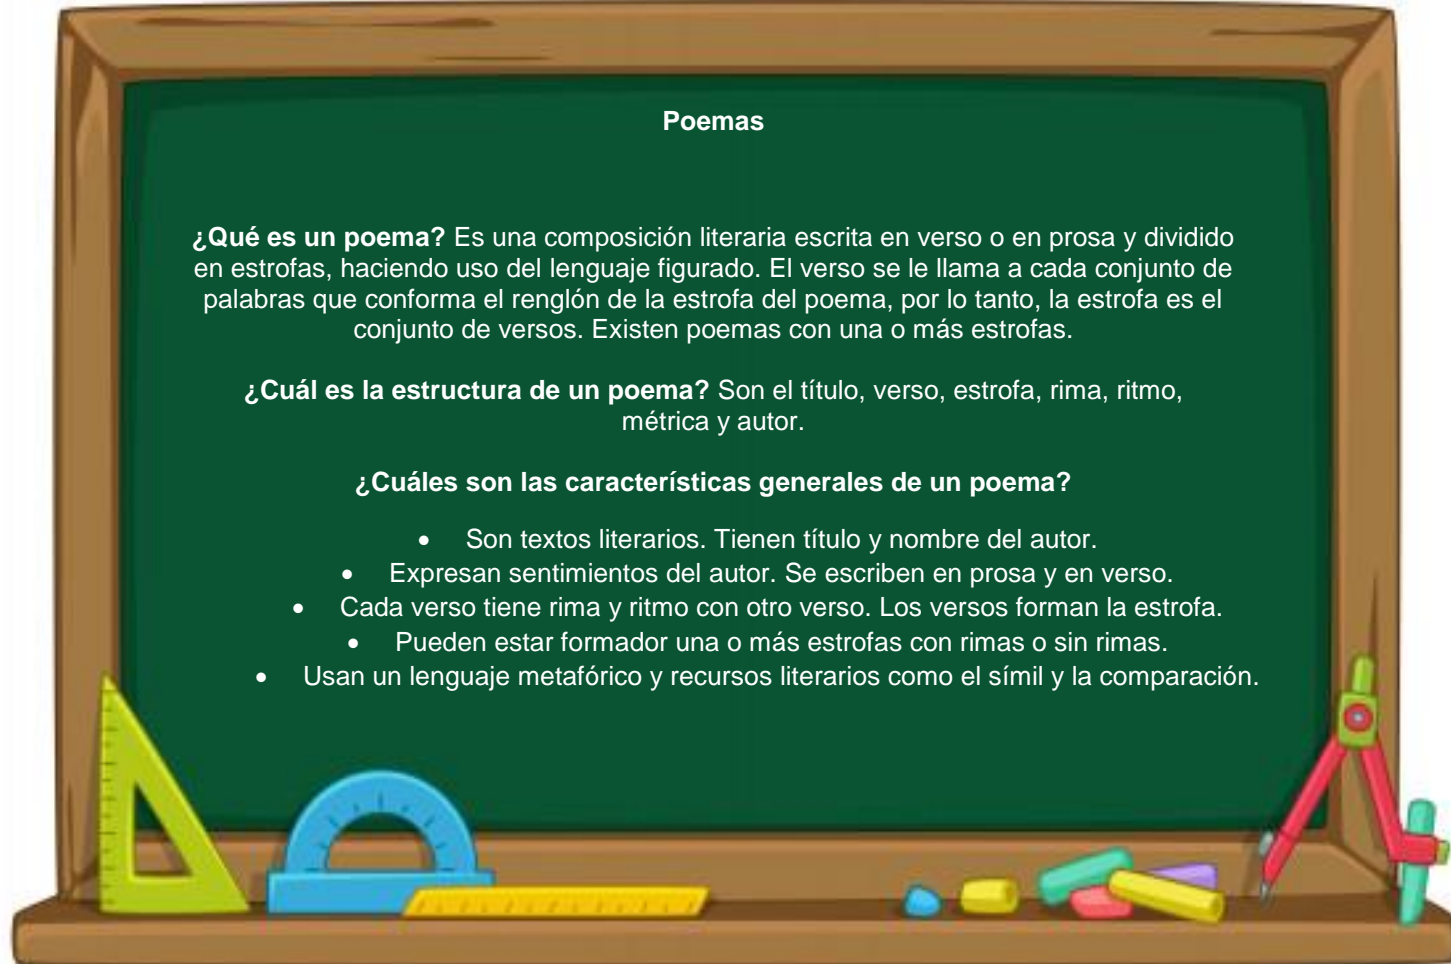 Poemas
¿Qué es un poema? Es una composición literaria escrita en verso o en prosa y dividido
en estrofas, haciendo uso del lenguaje figurado. El verso se le llama a cada conjunto de
palabras que conforma el renglón de la estrofa del poema, por lo tanto, la estrofa es el
conjunto de versos. Existen poemas con una o más estrofas.
¿Cuál es la estructura de un poema? Son el título, verso, estrofa, rima, ritmo,
métrica y autor.
¿Cuáles son las características generales de un poema?
• Son textos literarios. Tienen título y nombre del autor.
• Expresan sentimientos del autor. Se escriben en prosa y en verso.
• Cada verso tiene rima y ritmo con otro verso. Los versos forman la estrofa.
• Pueden estar formador una o más estrofas con rimas o sin rimas.
• Usan un lenguaje metafórico y recursos literarios como el símil y la comparación.